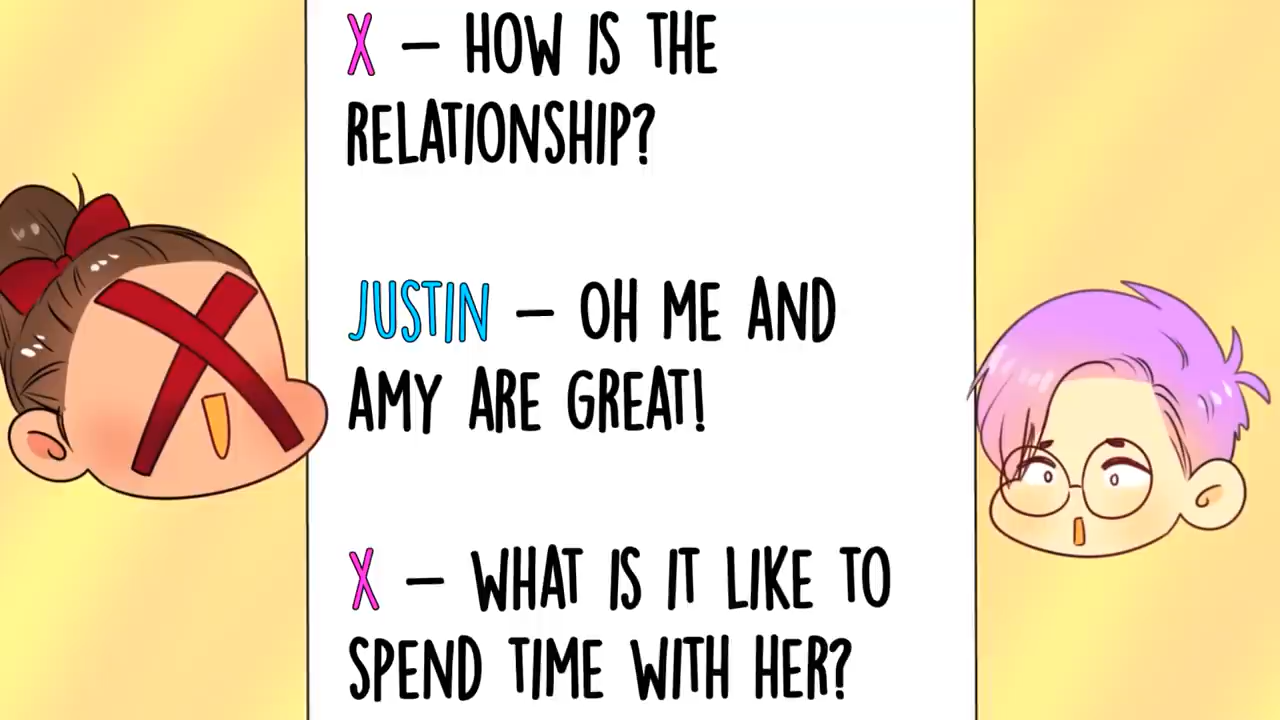 X – HOW IS THE
RELATIONSHIP?
JUSTIN – OH ME AND
AMY ARE GREAT!
X – WHAT IS IT LIKE TO
SPEND TIME WITH HER?